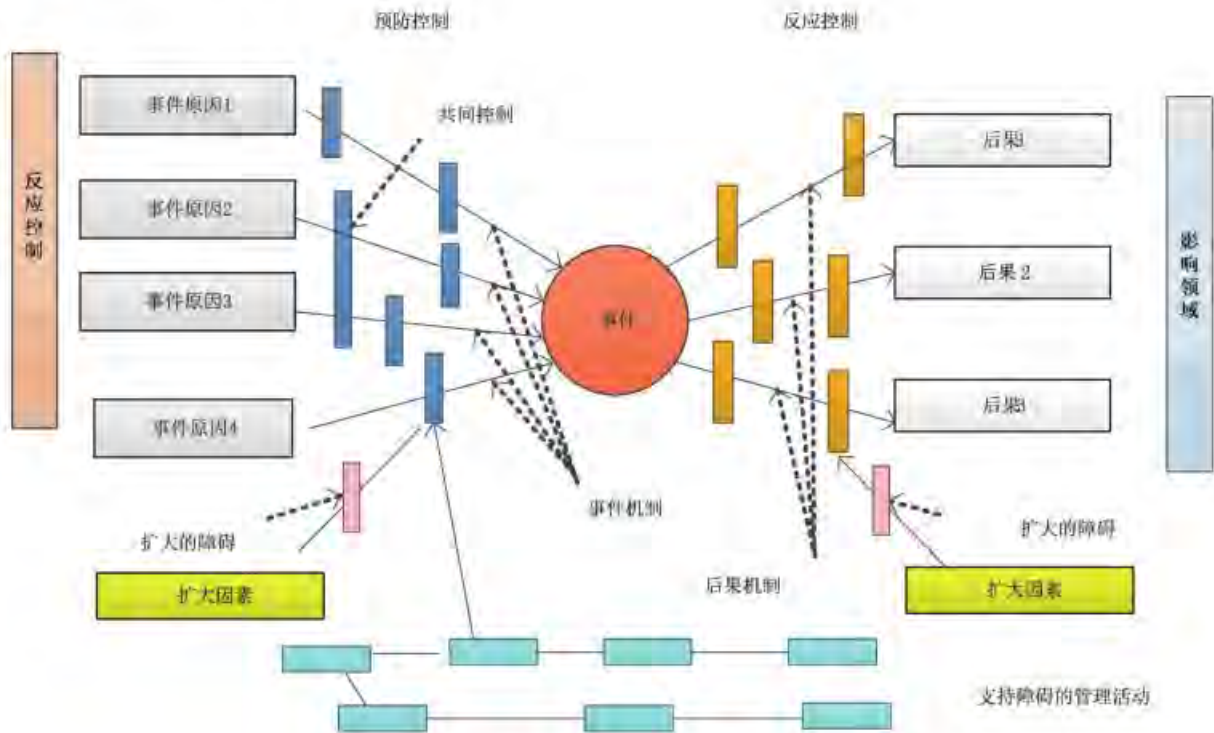 预防控制
反应控制
反应控制
事件原因1
事件原因2
事件原因3
事件原因4
共同控制
事件
后果1
后果 2
后果3
影响领域
扩大的障碍
事件机制
扩大的障碍
扩大因素
后果机制
扩大因素
支持障碍的管理活动